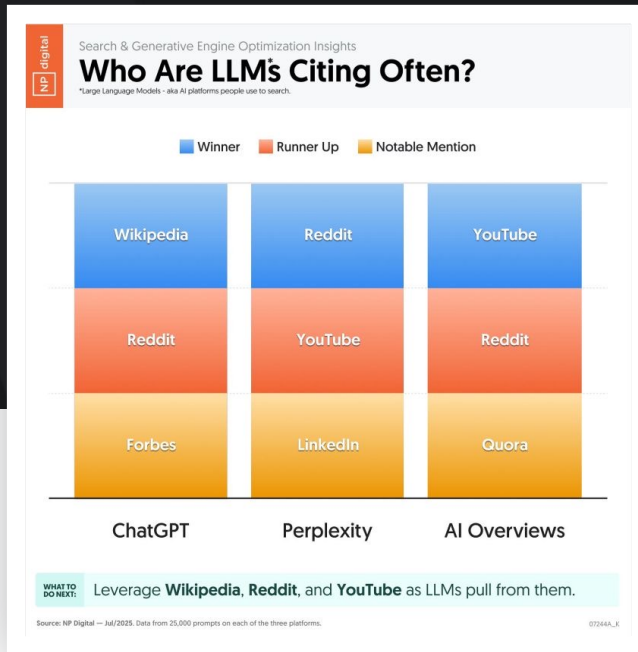 NP digital
Search & Generative Engine Optimization Insights
Who Are LLM's* Citing Often?
*Large Language Models - aka AI platforms people use to search.
Winner Runner Up Notable Mention
Wikipedia Reddit YouTube
Reddit YouTube Reddit
Forbes LinkedIn Quora
ChatGPT Perplexity AI Overviews
WHAT TO
DO NEXT:
Leverage Wikipedia, Reddit, and YouTube as LLMs pull from them.
Source: NP Digital — Jul/2025. Data from 25,000 prompts on each of the three platforms. 07244A_K